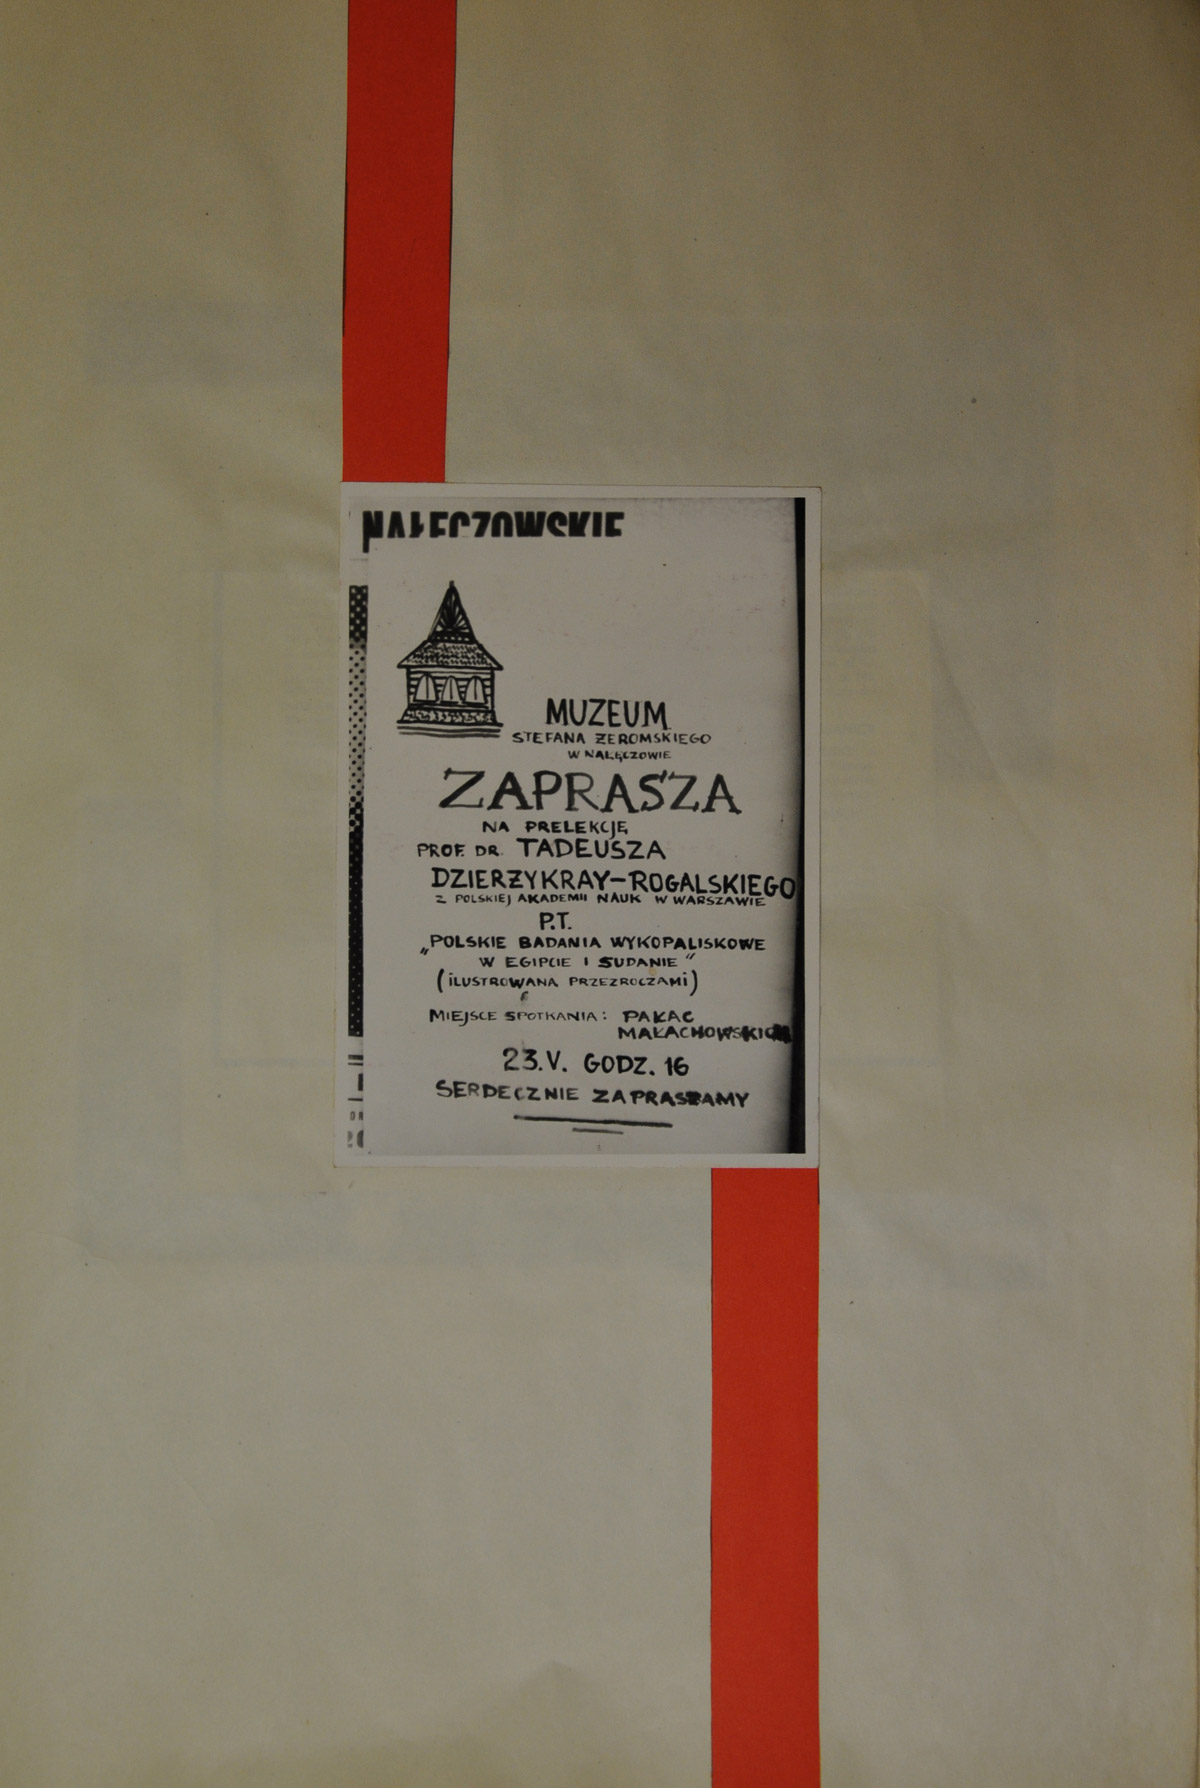 NAŁĘCZOWSKIE
MUZEUM
STEFANA ŻEROMSKIEGO
W NAŁĘCZOWIE
ZAPRASZA
NA PRELEKCJĘ
PROF. DR. TADEUSZA
DZIERŻYKRAY-ROGALSKIEGO
Z POLSKIEJ AKADEMII NAUK W WARSZAWIE
P.T.
„POLSKIE BADANIA WYKOPALISKOWE
W EGIPCIE I SUDANIE"
(ILUSTROWANA PRZEZROCZAMI)
MIEJSCE SPOTKANIA: PAŁAC
MAŁACHOWSKICH
23.V. GODZ. 16
SERDECZNIE ZAPRASZAMY